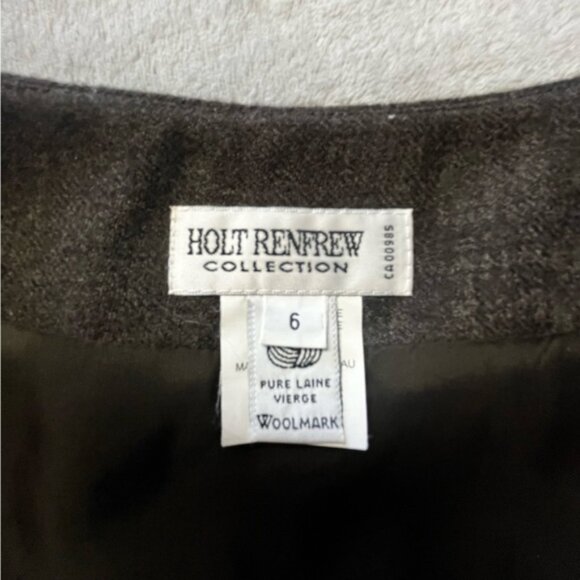 HOLT RENFREW
COLLECTION
CA00985
6
PURE LAINE
VIERGE
WOOLMARK